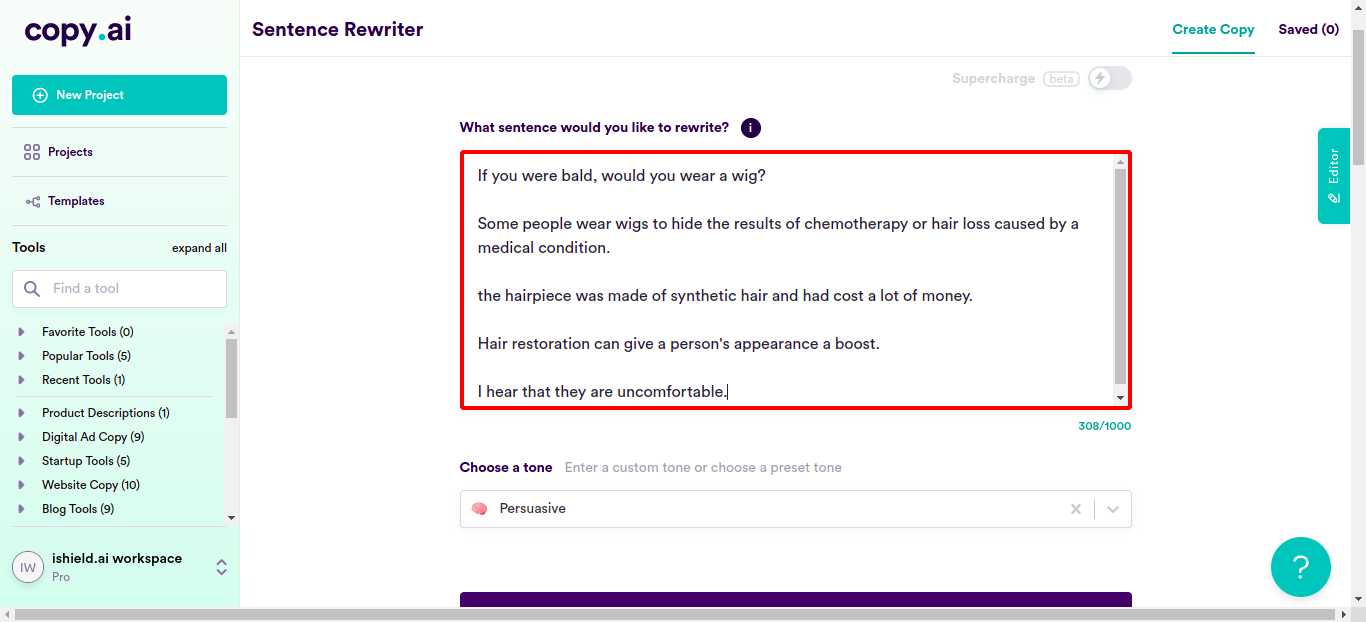 copy.ai
Sentence Rewriter
Create Copy
Saved (0)
New Project
Projects
Templates
Tools
expand all
Find a tool
Favorite Tools (0)
Popular Tools (5)
Recent Tools (1)
Product Descriptions (1)
Digital Ad Copy (9)
Startup Tools (5)
Website Copy (10)
Blog Tools (9)
IW
ishield.ai workspace
Pro
Supercharge beta
What sentence would you like to rewrite? i
If you were bald, would you wear a wig?
Some people wear wigs to hide the results of chemotherapy or hair loss caused by a
medical condition.
the hairpiece was made of synthetic hair and had cost a lot of money.
Hair restoration can give a person's appearance a boost.
I hear that they are uncomfortable.
308/1000
Choose a tone Enter a custom tone or choose a preset tone
Persuasive
Editor
?